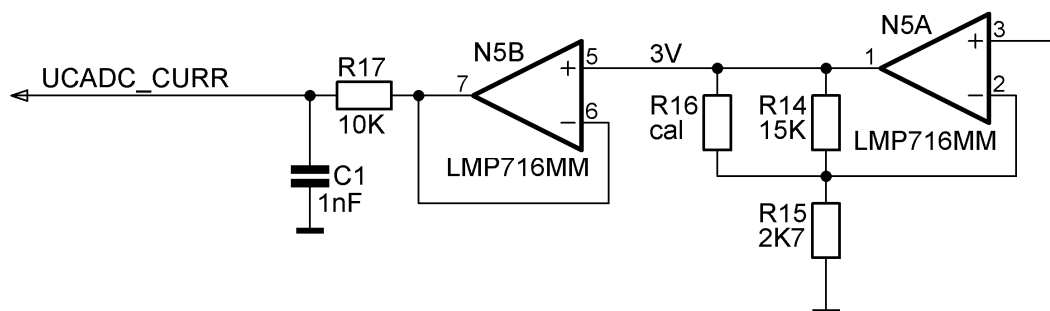 N5A
3
1
2
LMP716MM
N5B
3V
5
7
6
LMP716MM
R16
cal
R14
15K
R15
2K7
UCADC_CURR
R17
10K
C1
1nF